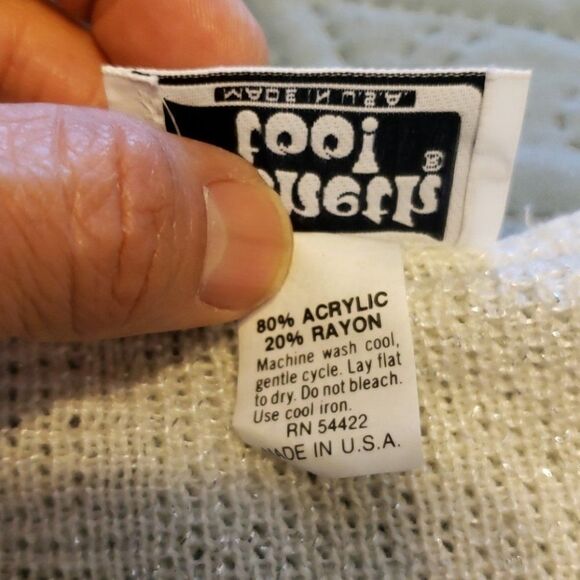 too!
MADE IN U.S.A.
80% ACRYLIC
20% RAYON
Machine wash cool,
gentle cycle. Lay flat
to dry. Do not bleach.
Use cool iron.
RN 54422
MADE IN U.S.A.